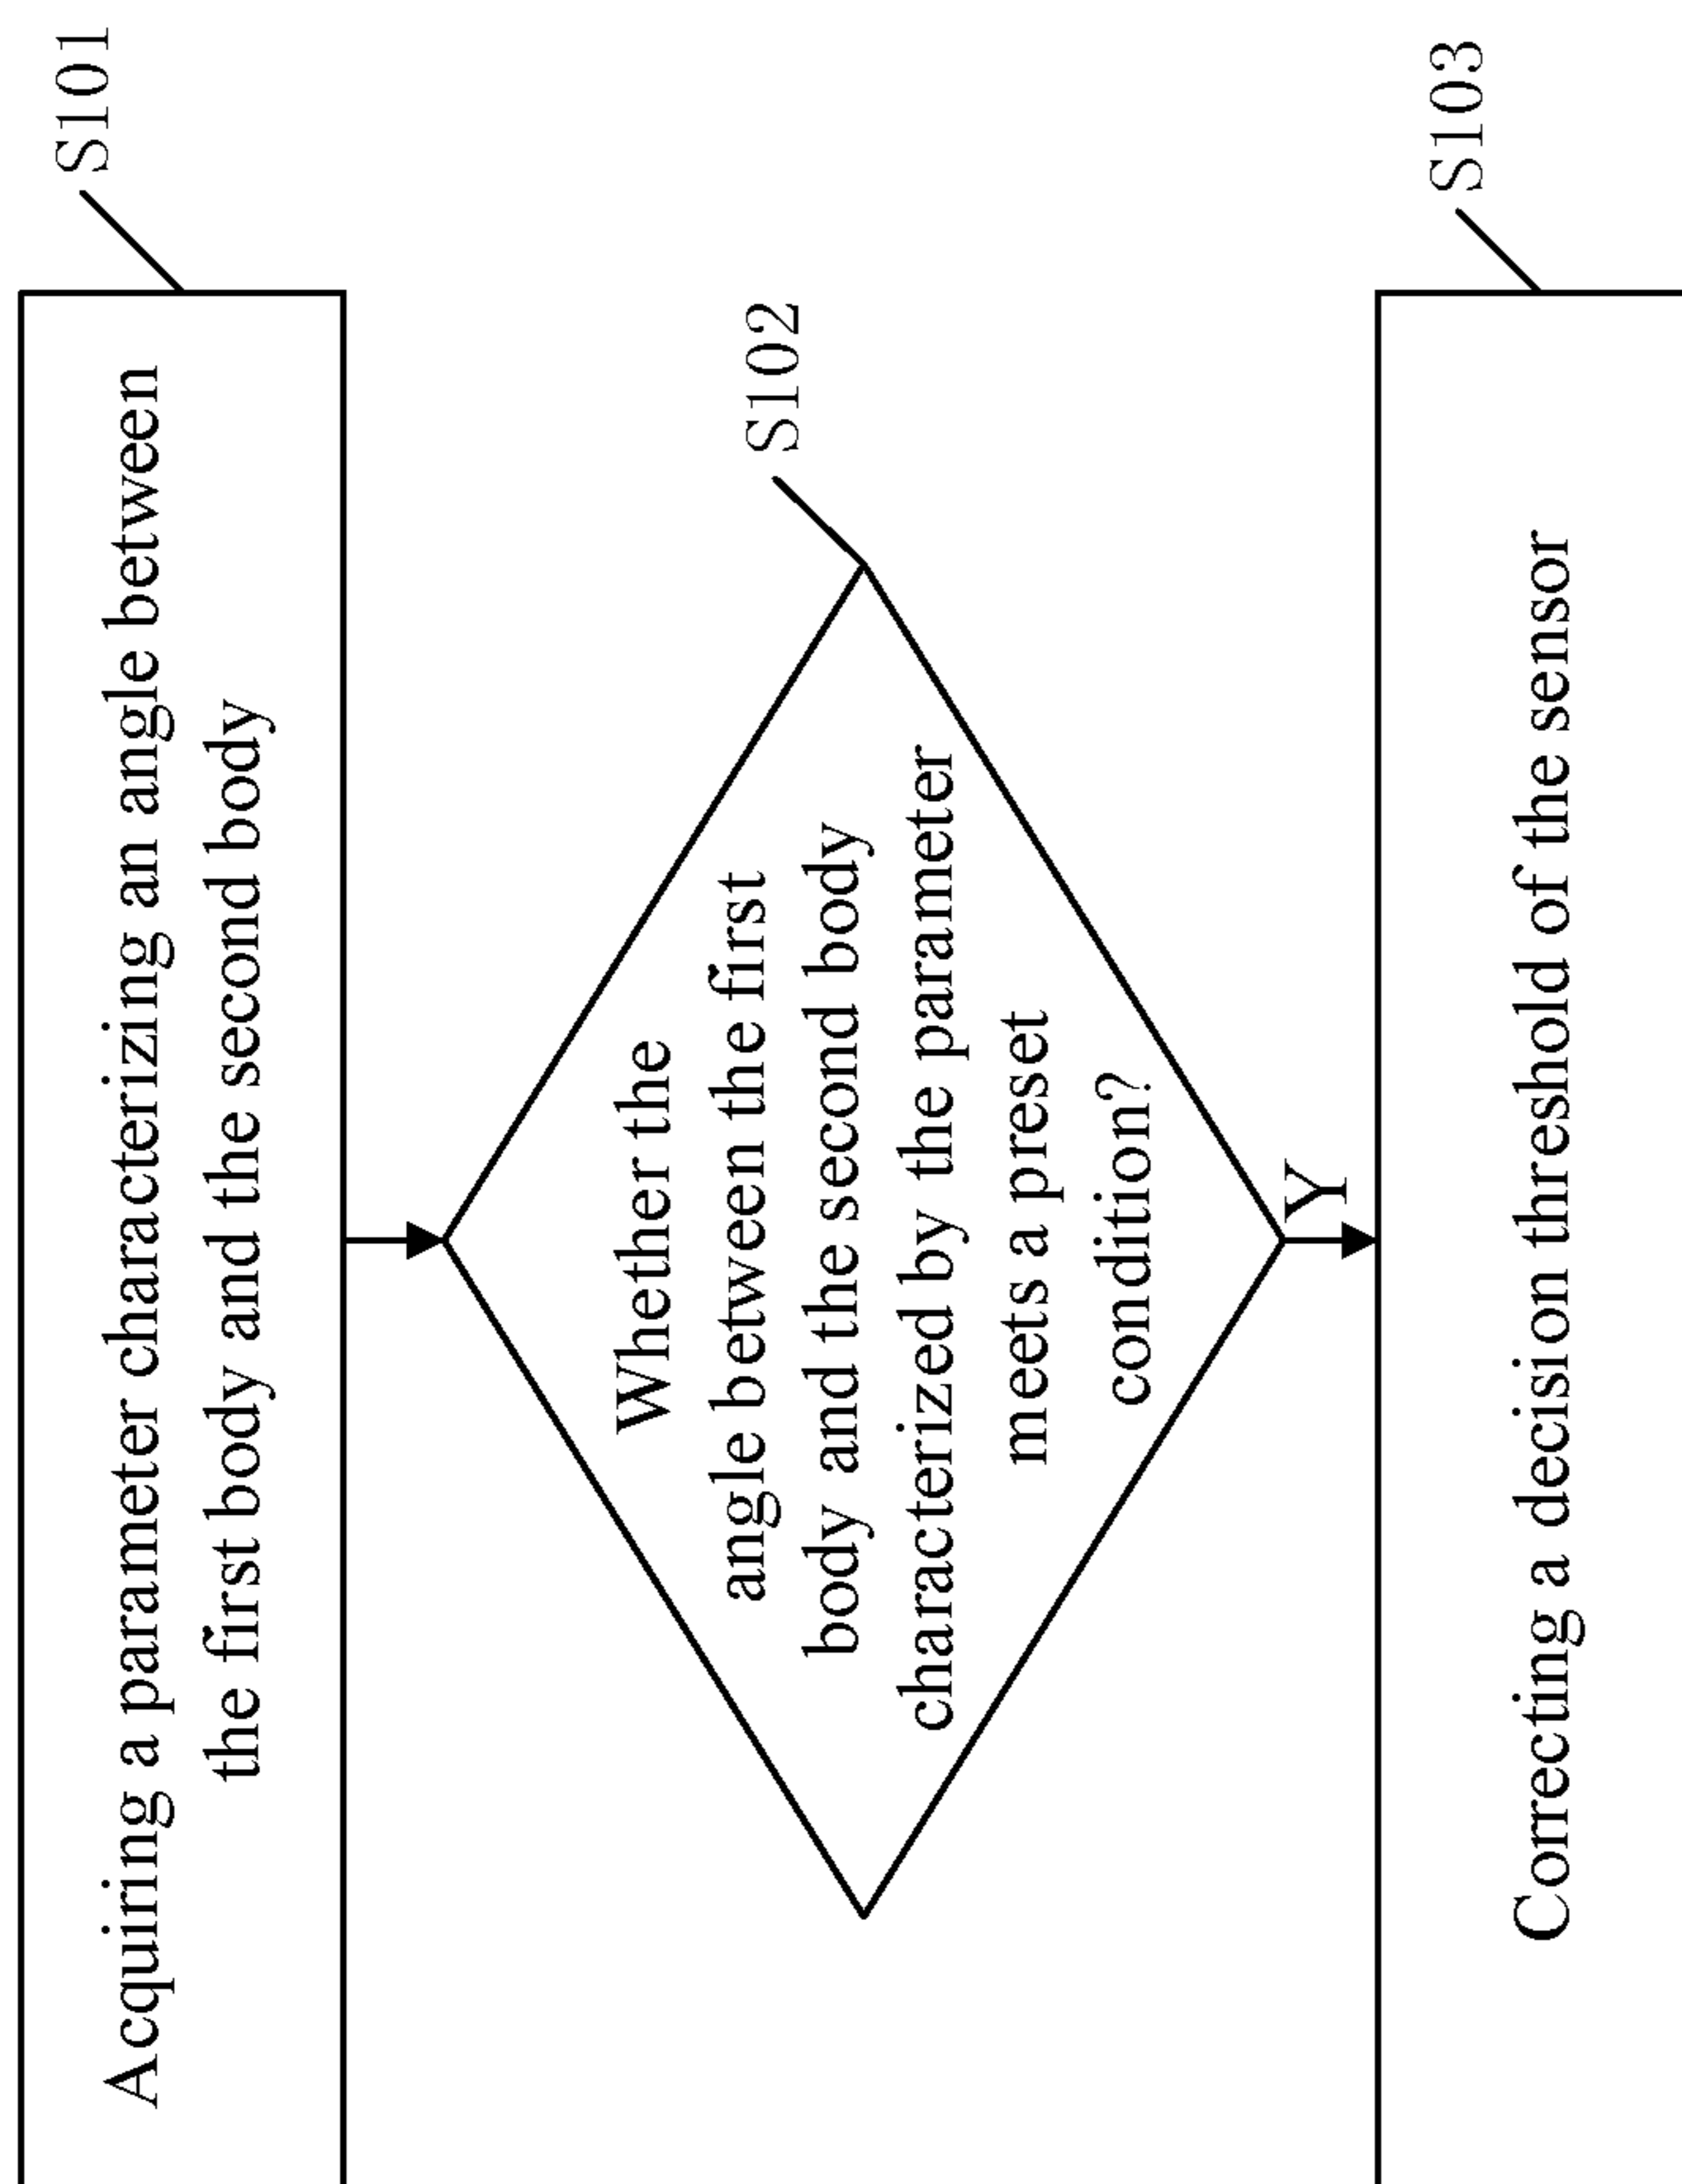 S101
Acquiring a parameter characterizing an angle between
the first body and the second body
S102
Whether the
angle between the first
body and the second body
characterized by the parameter
meets a preset
condition?
Y
S103
Correcting a decision threshold of the sensor